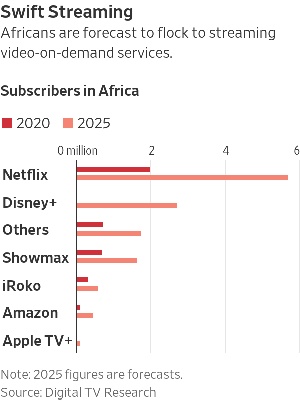 Swift Streaming
Africans are forecast to flock to streaming
video-on-demand services.
Subscribers in Africa
2020 2025
0 million 2 4 6
Netflix
Disney+
Others
Showmax
iRoko
Amazon
Apple TV+
Note: 2025 figures are forecasts.
Source: Digital TV Research